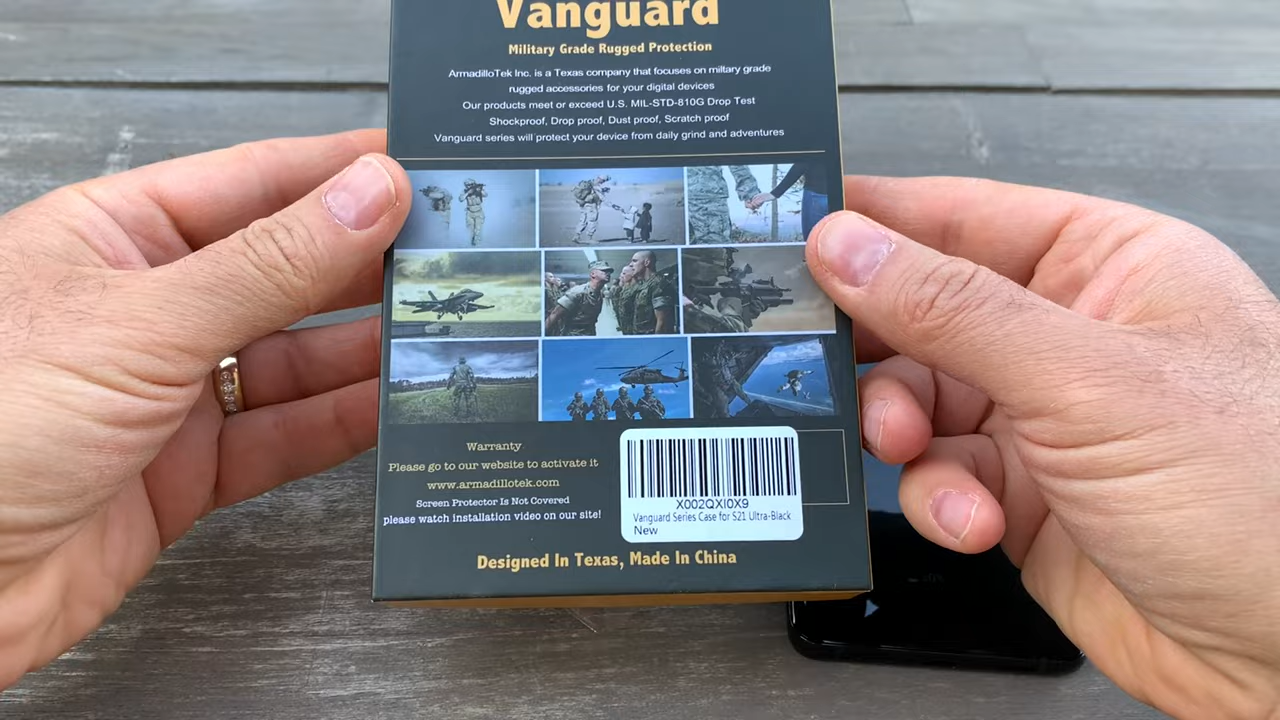 Vanguard
Military Grade Rugged Protection
ArmadilloTek Inc. is a Texas company that focuses on miltary grade
rugged accessories for your digital devices
Our products meet or exceed U.S. MIL-STD-810G Drop Test
Shockproof, Drop proof, Dust proof, Scratch proof
Vanguard series will protect your device from daily grind and adventures
Warranty
Please go to our website to activate it
www.armadillotek.com
Screen Protector Is Not Covered
please watch installation video on our site!
X002QXI0X9
Vanguard Series Case for S21 Ultra-Black
New
Designed In Texas, Made In China